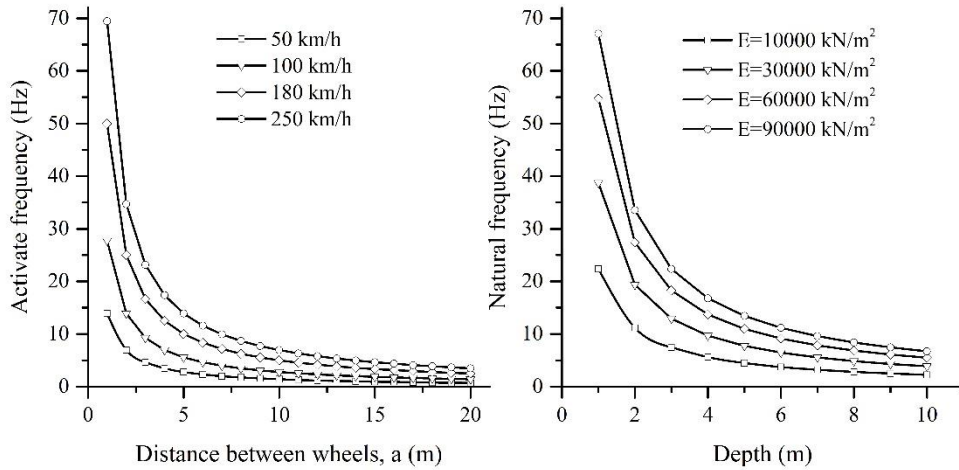 70
60
50
40
30
20
10
0
Activate frequency (Hz)
50 km/h
100 km/h
180 km/h
250 km/h
0
5
10
15
20
Distance between wheels, a (m)
70
60
50
40
30
20
10
0
Natural frequency (Hz)
E=10000 kN/m²
E=30000 kN/m²
E=60000 kN/m²
E=90000 kN/m²
0
2
4
6
8
10
Depth (m)